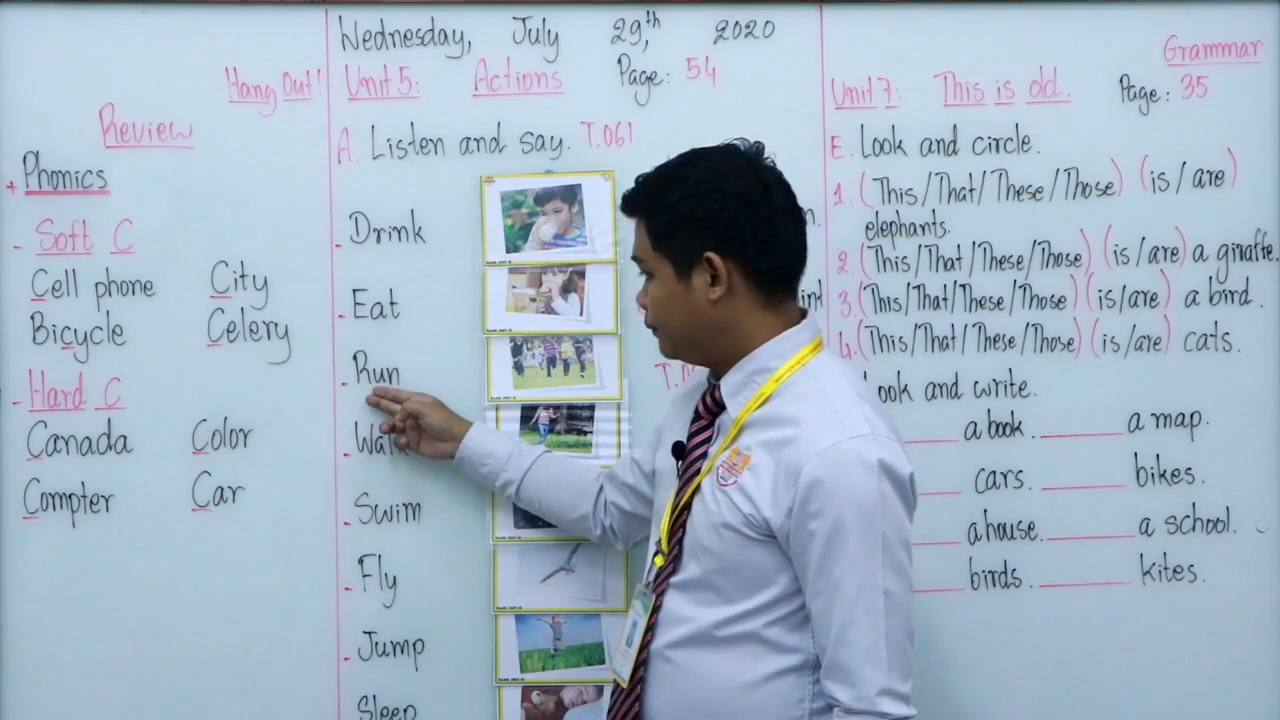 Wednesday, July 29,th 2020
Hang Out!
Review
+ Phonics
- Soft C
Cell phone City
Bicycle Celery
- Hard C
Canada Color
Compter Car
Unit 5: Actions Page: 54
A. Listen and say. T.061
- Drink
- Eat
- Run
- Walk
- Swim
- Fly
- Jump
Sleep
Grammar
Unit 7: This is old. Page: 35
E. Look and circle.
1. (This/That/These/Those) (is/are)
elephants.
2. (This/That/These/Those) (is/are) a giraffe.
3. (This/That/These/Those) (is/are) a bird.
4. (This/That/These/Those) (is/are) cats.
and write.
a book. a map.
cars. bikes.
a house. a school.
birds. kites.